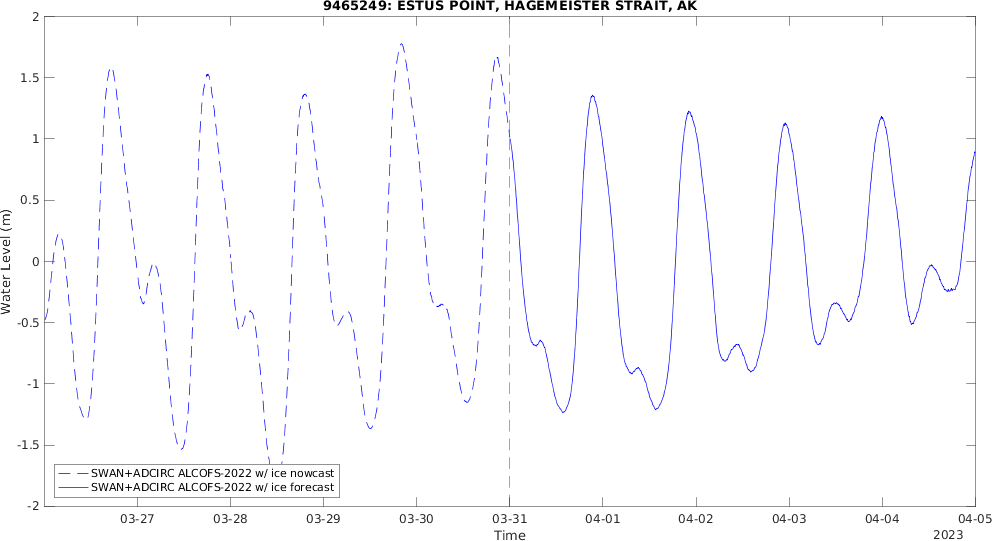 9465249: ESTUS POINT, HAGEMEISTER STRAIT, AK
2
1.5
1
0.5
0
-0.5
-1
-1.5
-2
Water Level (m)
SWAN+ADCIRC ALCOFS-2022 w/ ice nowcast
SWAN+ADCIRC ALCOFS-2022 w/ ice forecast
03-27 03-28 03-29 03-30 03-31 04-01 04-02 04-03 04-04 04-05
Time
2023